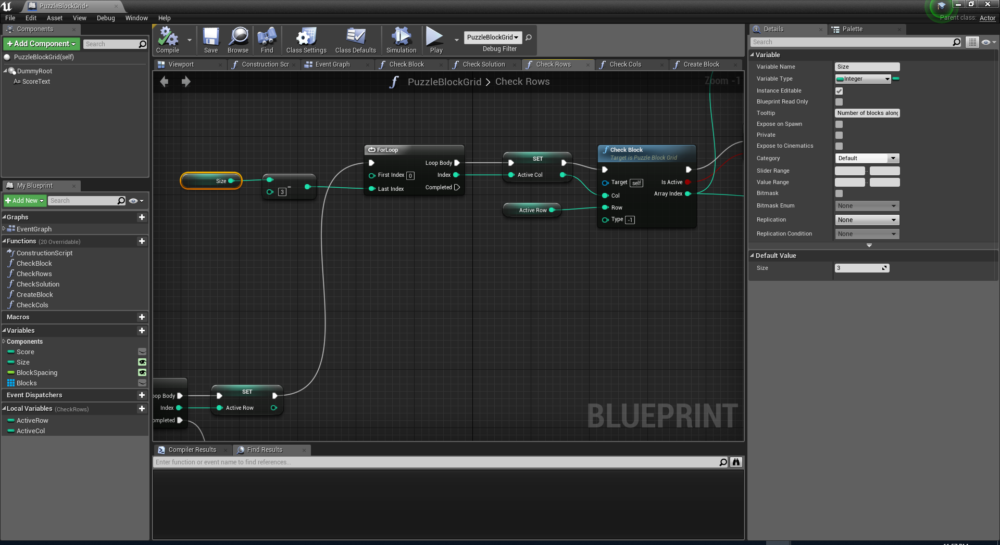 PuzzleBlockGrid*
File Edit Asset View Debug Window Help
Parent class: Actor
Components
+Add Component
Search
PuzzleBlockGrid(self)
DummyRoot
Aa ScoreText
My Blueprint
+Add New
Search
Graphs
EventGraph
Functions (20 Overridable)
ConstructionScript
CheckBlock
CheckRows
CheckSolution
CreateBlock
CheckCols
Macros
Variables
Components
Score
Size
BlockSpacing
Blocks
Event Dispatchers
Local Variables (CheckRows)
ActiveRow
ActiveCol
Compile
Save
Browse
Find
Class Settings
Class Defaults
Simulation
Play
PuzzleBlockGrid
Debug Filter
Viewport
Construction Scr
Event Graph
Check Block
Check Solution
Check Rows
Check Cols
Create Block
PuzzleBlockGrid > Check Rows
Zoom -1
Size
-
3
ForLoop
Loop Body
First Index 0
Index
Last Index
Completed
SET
Active Col
Active Row
Check Block
Target is Puzzle Block Grid
Target self
Is Active
Col
Array Index
Row
Type -1
oop Body
Index
ompleted
SET
Active Row
BLUEPRINT
Compiler Results
Find Results
Enter function or event name to find references...
Details
Palette
Search
Variable
Variable Name Size
Variable Type Integer
Instance Editable
Blueprint Read Only
Tooltip Number of blocks along
Expose on Spawn
Private
Expose to Cinematics
Category Default
Slider Range
Value Range
Bitmask
Bitmask Enum None
Replication None
Replication Condition None
Default Value
Size 3